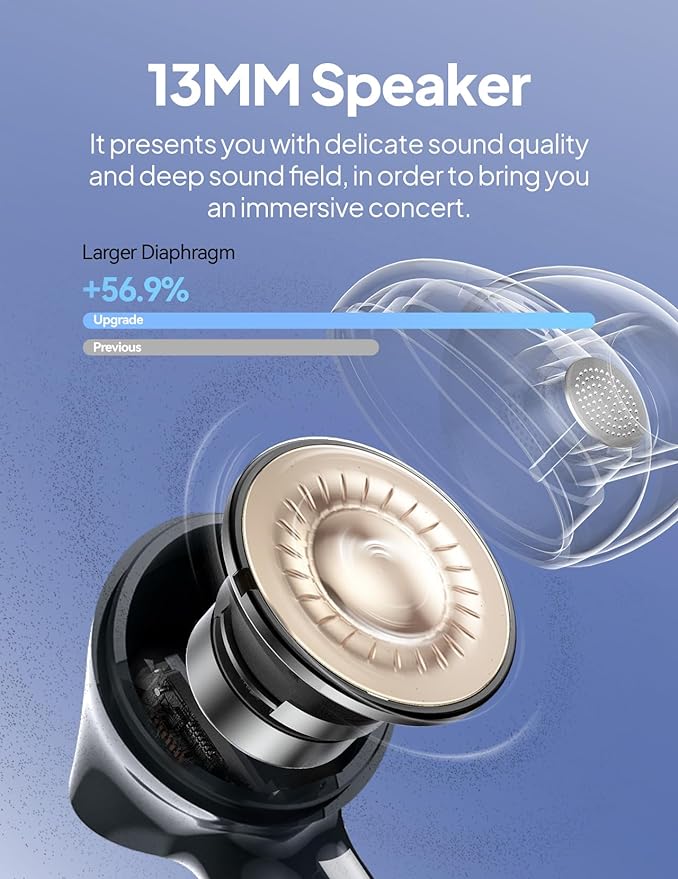 13MM Speaker
It presents you with delicate sound quality
and deep sound field, in order to bring you
an immersive concert.
Larger Diaphragm
+56.9%
Upgrade
Previous